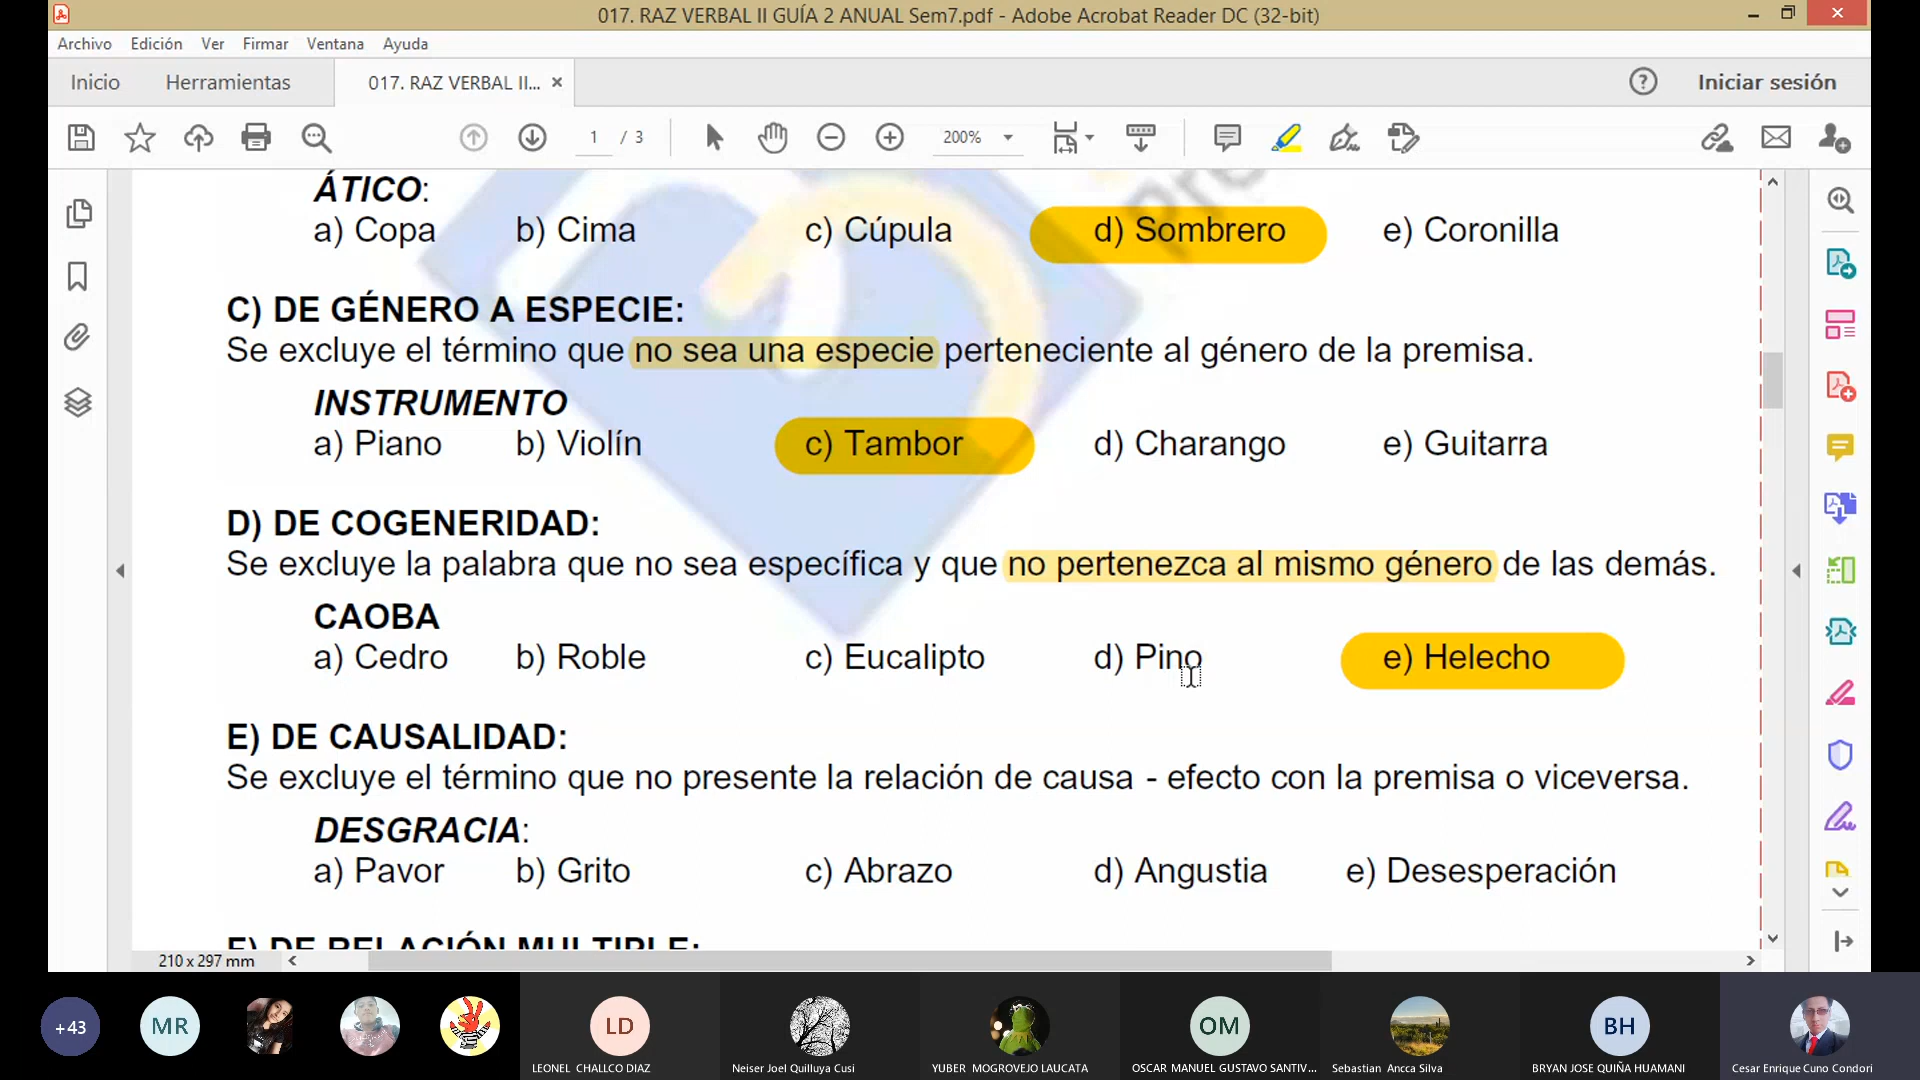 017. RAZ VERBAL II GUÍA 2 ANUAL Sem7.pdf - Adobe Acrobat Reader DC (32-bit)
Archivo Edición Ver Firmar Ventana Ayuda
Inicio Herramientas 017. RAZ VERBAL II... × Iniciar sesión
1 / 3 200%
ÁTICO:
a) Copa b) Cima c) Cúpula d) Sombrero e) Coronilla
C) DE GÉNERO A ESPECIE:
Se excluye el término que no sea una especie perteneciente al género de la premisa.
INSTRUMENTO
a) Piano b) Violín c) Tambor d) Charango e) Guitarra
D) DE COGENERIDAD:
Se excluye la palabra que no sea específica y que no pertenezca al mismo género de las demás.
CAOBA
a) Cedro b) Roble c) Eucalipto d) Pino e) Helecho
E) DE CAUSALIDAD:
Se excluye el término que no presente la relación de causa - efecto con la premisa o viceversa.
DESGRACIA:
a) Pavor b) Grito c) Abrazo d) Angustia e) Desesperación
F) DE RELACIÓN MULTIPLE:
210 x 297 mm
+43 MR LD OM BH
LEONEL CHALLCO DIAZ Neiser Joel Quilluya Cusi YUBER MOGROVEJO LAUCATA OSCAR MANUEL GUSTAVO SANTIV... Sebastian Ancca Silva BRYAN JOSE QUIÑA HUAMANI Cesar Enrique Cuno Condori